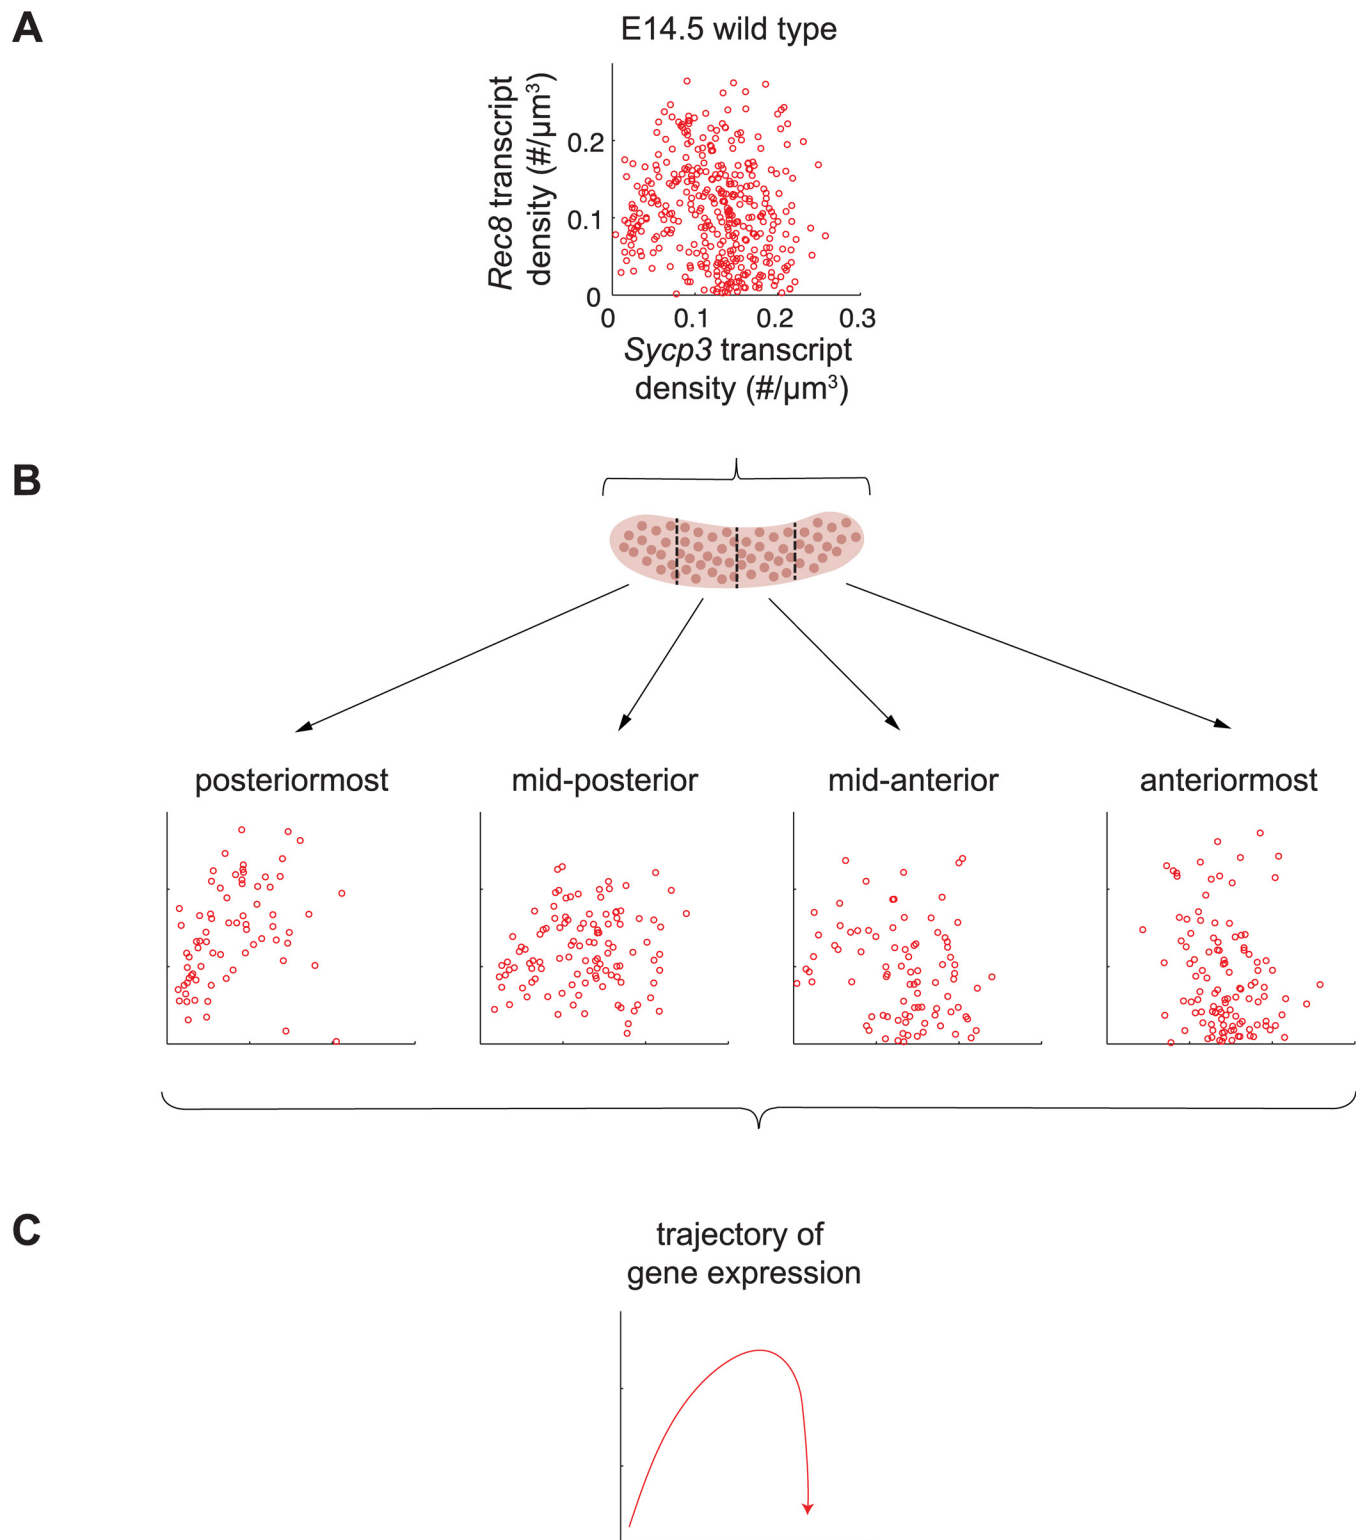 A
E14.5 wild type
Rec8 transcript
density (#/µm³)
0.2
0.1
0
0 0.1 0.2 0.3
Sycp3 transcript
density (#/µm³)
B
posteriormost mid-posterior mid-anterior anteriormost
C
trajectory of
gene expression